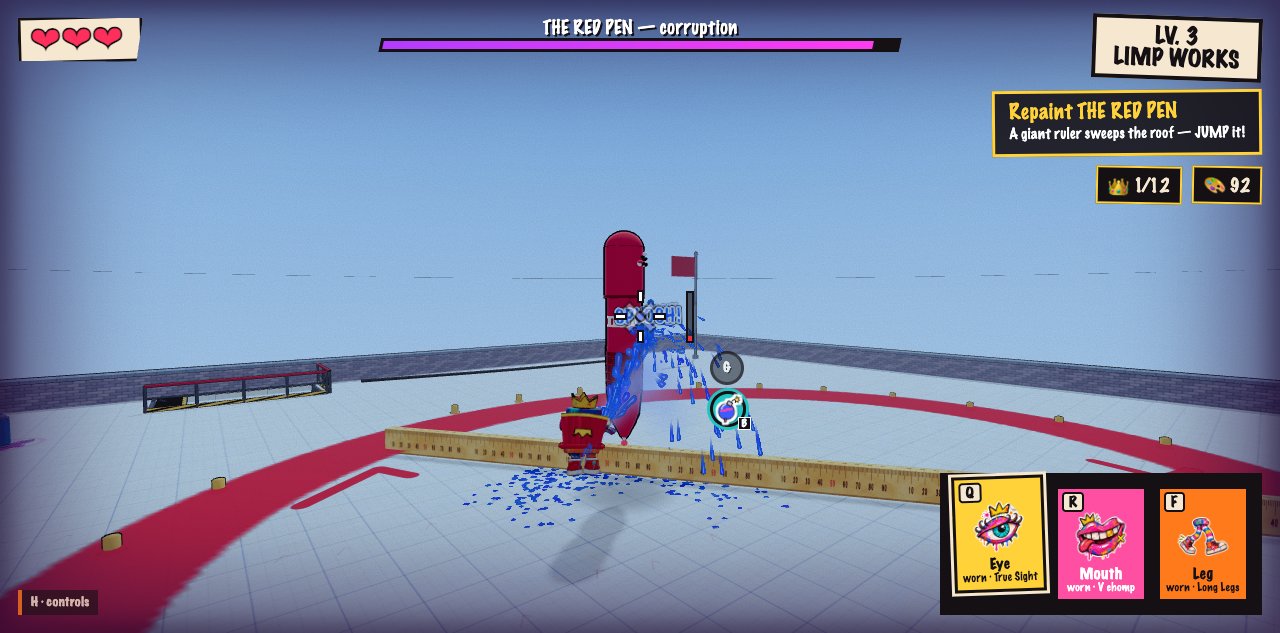 THE RED PEN — corruption
LV. 3
LIMP WORKS
Repaint THE RED PEN
A giant ruler sweeps the roof — JUMP it!
1/12
92
G
B
Q
Eye
worn · True Sight
R
Mouth
worn · Y chomp
F
Leg
worn · Long Legs
H · controls